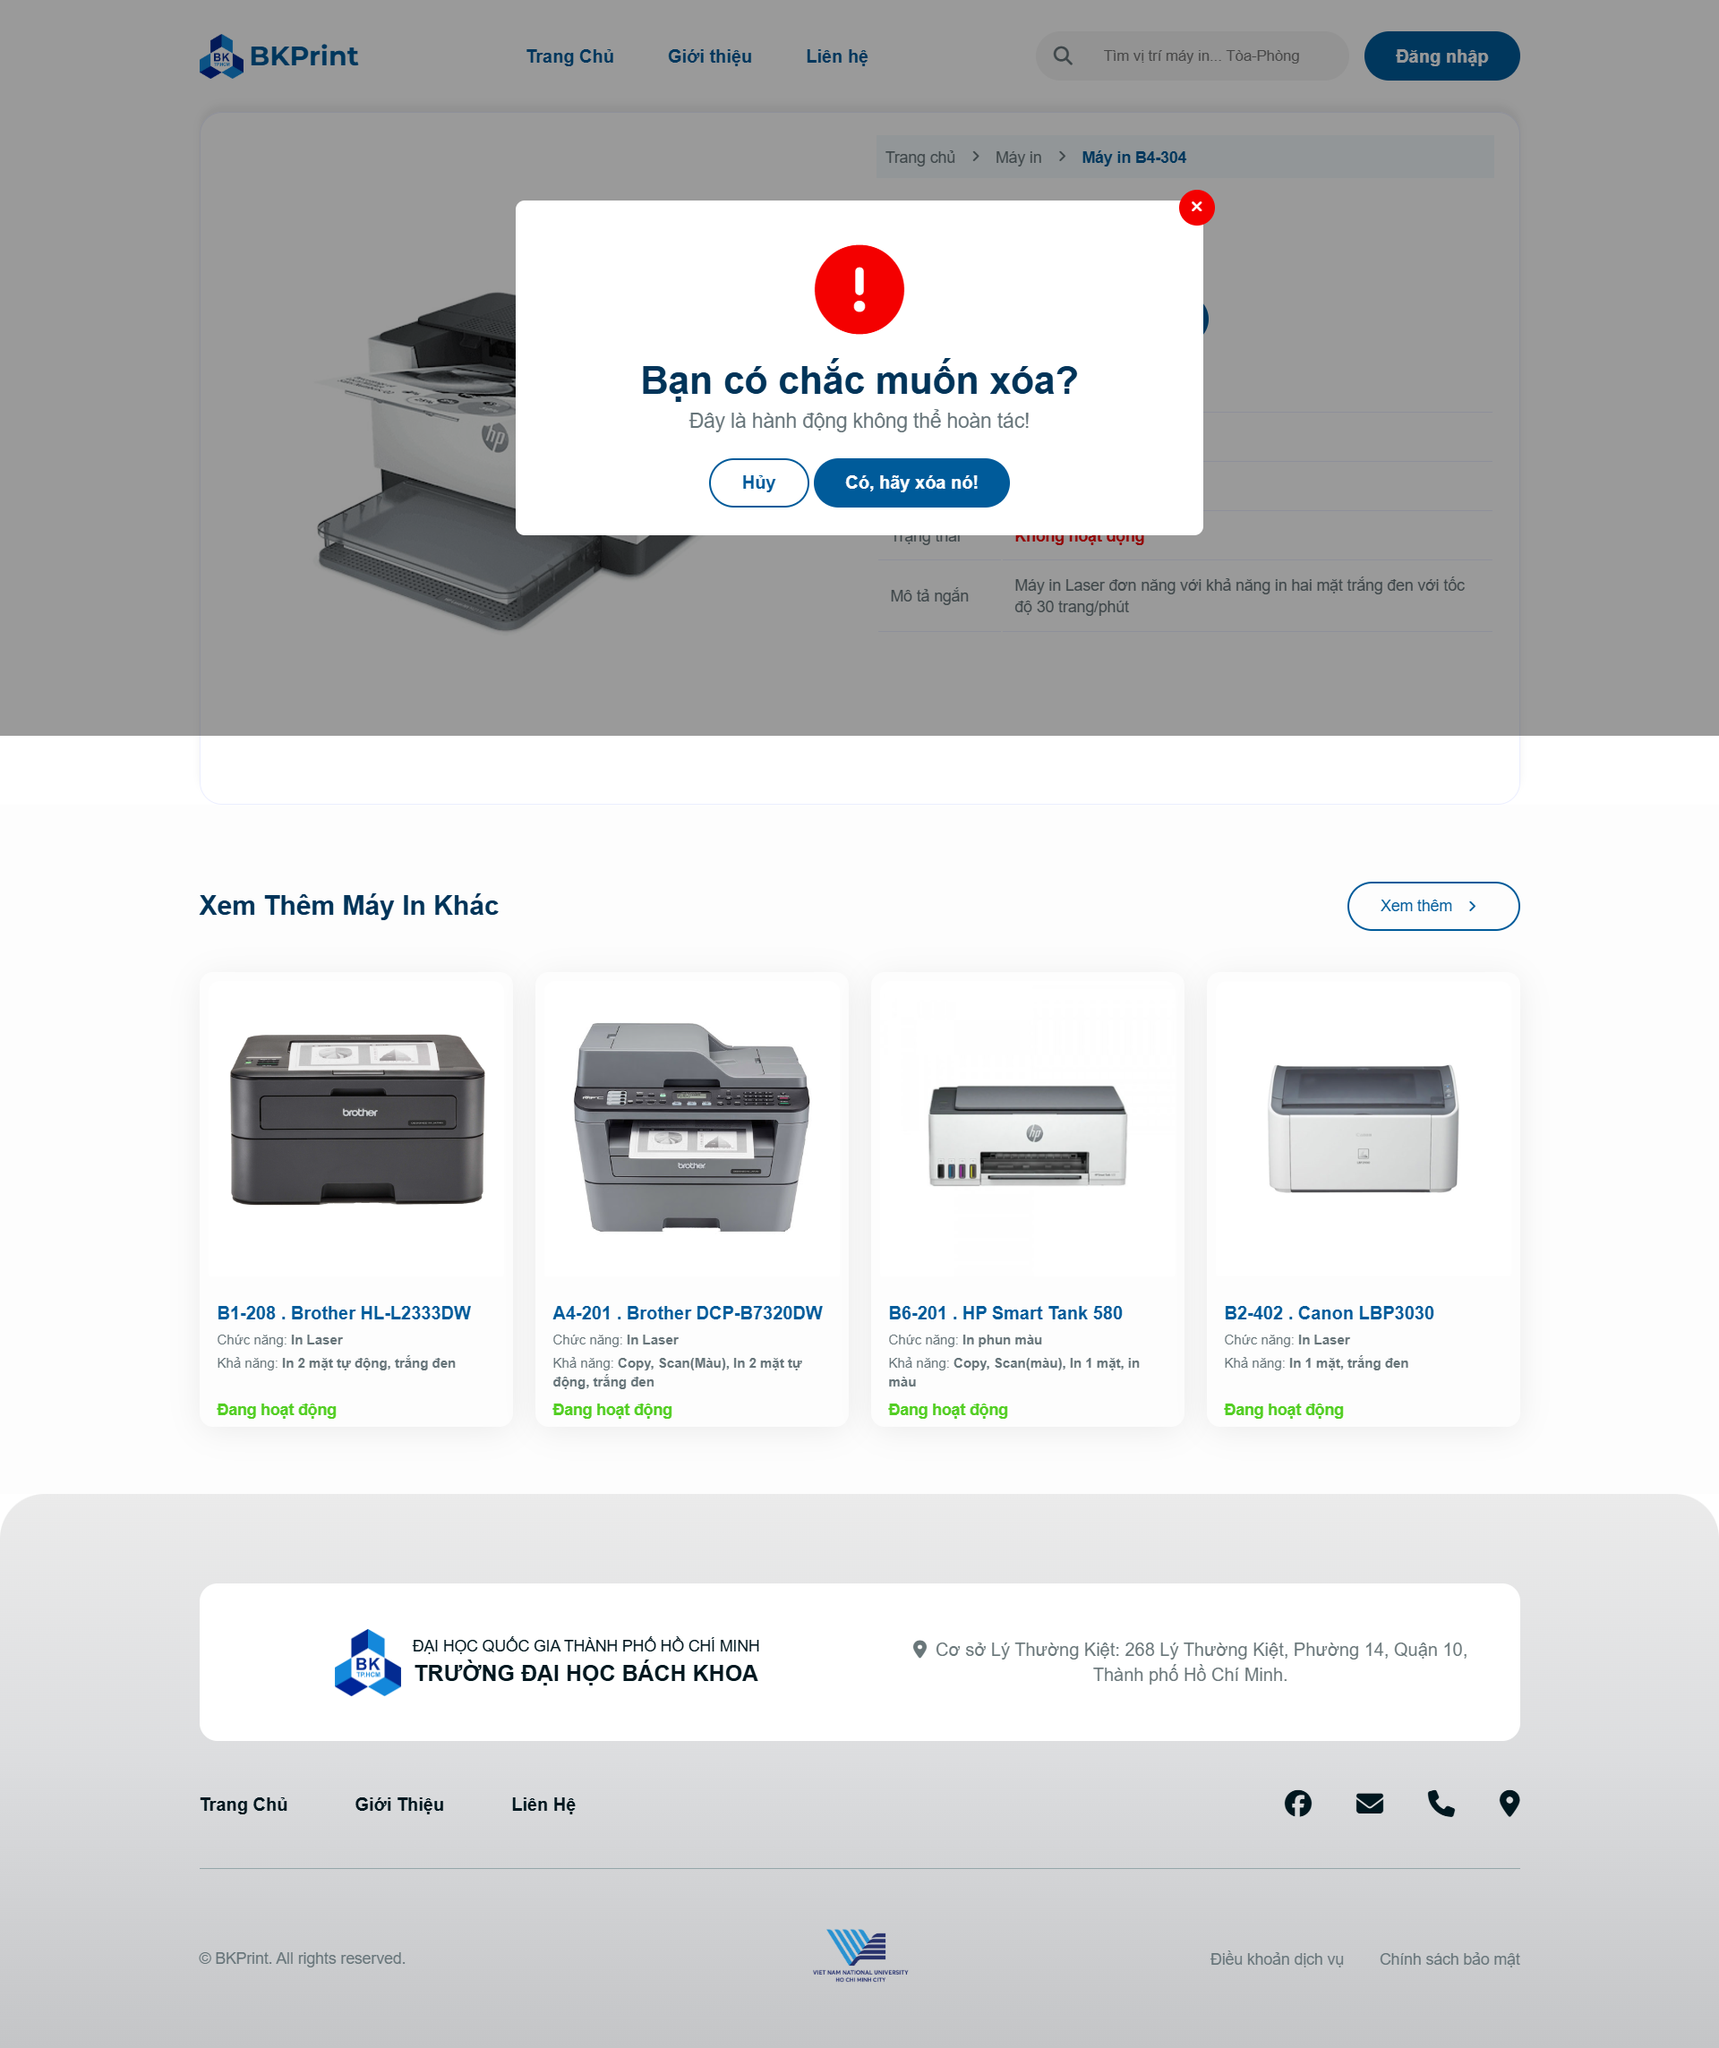 BKPrint
Trang Chủ
Giới thiệu
Liên hệ
Tìm vị trí máy in... Tòa-Phòng
Đăng nhập
Trang chủ
Máy in
Máy in B4-304
Bạn có chắc muốn xóa?
Đây là hành động không thể hoàn tác!
Hủy
Có, hãy xóa nó!
Trạng thái
Không hoạt động
Mô tả ngắn
Máy in Laser đơn năng với khả năng in hai mặt trắng đen với tốc
độ 30 trang/phút
hp
Xem Thêm Máy In Khác
Xem thêm
brother
brother
hp
B1-208 . Brother HL-L2333DW
Chức năng: In Laser
Khả năng: In 2 mặt tự động, trắng đen
Đang hoạt động
A4-201 . Brother DCP-B7320DW
Chức năng: In Laser
Khả năng: Copy, Scan(Màu), In 2 mặt tự
động, trắng đen
Đang hoạt động
B6-201 . HP Smart Tank 580
Chức năng: In phun màu
Khả năng: Copy, Scan(màu), In 1 mặt, in
màu
Đang hoạt động
B2-402 . Canon LBP3030
Chức năng: In Laser
Khả năng: In 1 mặt, trắng đen
Đang hoạt động
BK
TP.HCM
ĐẠI HỌC QUỐC GIA THÀNH PHỐ HỒ CHÍ MINH
TRƯỜNG ĐẠI HỌC BÁCH KHOA
Cơ sở Lý Thường Kiệt: 268 Lý Thường Kiệt, Phường 14, Quận 10,
Thành phố Hồ Chí Minh.
Trang Chủ
Giới Thiệu
Liên Hệ
© BKPrint. All rights reserved.
VIET NAM NATIONAL UNIVERSITY
HO CHI MINH CITY
Điều khoản dịch vụ
Chính sách bảo mật